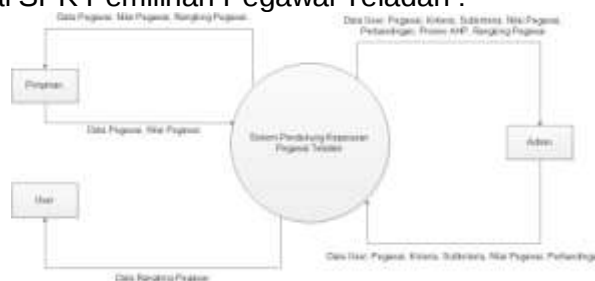 al SPK Pemilihan Pegawai Teladan :
Data Pegawai, Nilai Pegawai, Rangking Pegawai
Data User, Pegawai, Kriteria, Subkriteria, Nilai Pegawai,
Perbandingan, Proses AHP, Rangking Pegawai
Pimpinan
Data Pegawai, Nilai Pegawai
Sistem Pendukung Keputusan
Pegawai Teladan
Admin
User
Data User, Pegawai, Kriteria, Subkriteria, Nilai Pegawai, Perbandinga
Data Rangking Pegawai